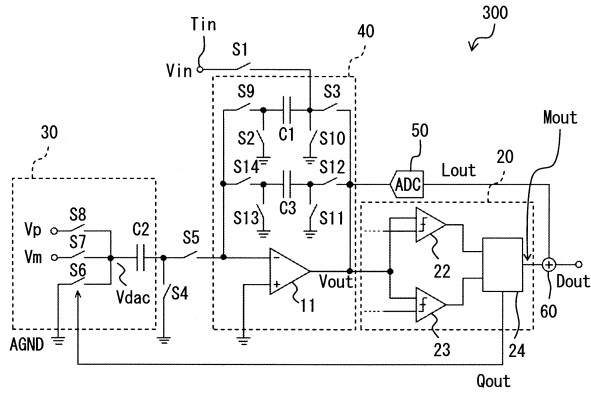 Tin
300
Vin
S1
40
S9
C1
S3
S2
S10
Mout
30
S14
C3
S12
50
ADC
Lout
20
S13
S11
Vp
S8
C2
Vm
S7
S5
S6
Vdac
S4
−
+
11
Vout
22
23
24
+
60
Dout
AGND
Qout